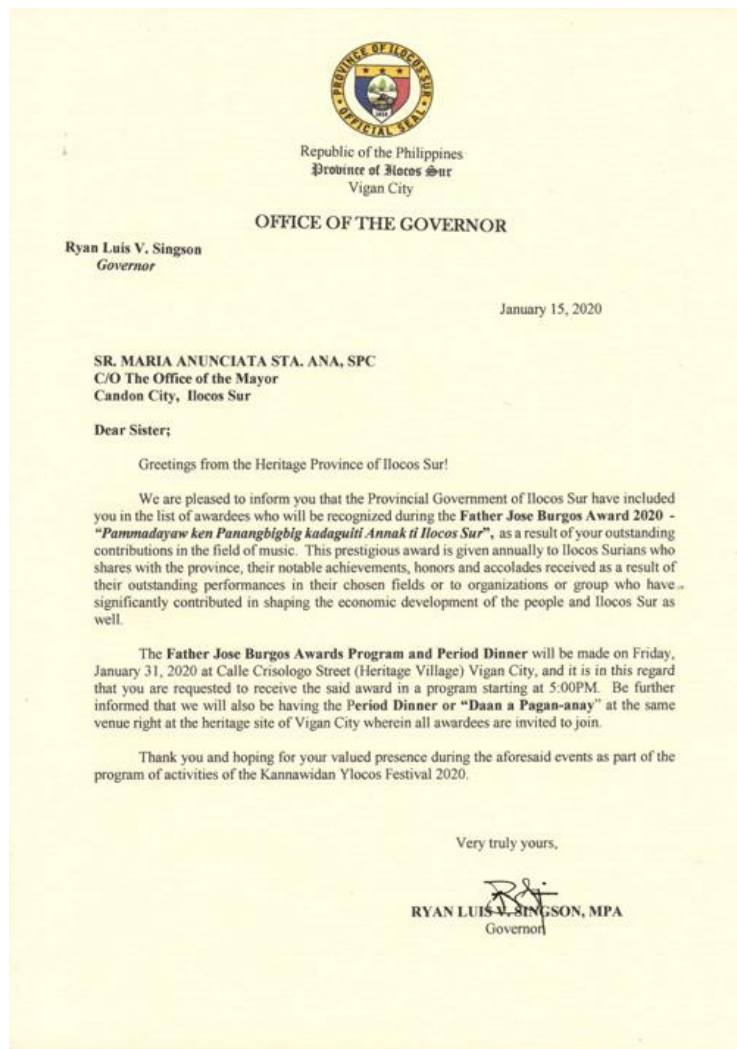 PROVINCE OF ILOCOS SUR
OFFICIAL SEAL
Republic of the Philippines
Province of Ilocos Sur
Vigan City
OFFICE OF THE GOVERNOR
Ryan Luis V. Singson
Governor
January 15, 2020
SR. MARIA ANUNCIATA STA. ANA, SPC
C/O The Office of the Mayor
Candon City, Ilocos Sur
Dear Sister;
Greetings from the Heritage Province of Ilocos Sur!
We are pleased to inform you that the Provincial Government of Ilocos Sur have included
you in the list of awardees who will be recognized during the Father Jose Burgos Award 2020 -
“Pammadayaw ken Panangbigbig kadaguiti Annak ti Ilocos Sur”, as a result of your outstanding
contributions in the field of music. This prestigious award is given annually to Ilocos Surians who
shares with the province, their notable achievements, honors and accolades received as a result of
their outstanding performances in their chosen fields or to organizations or group who have
significantly contributed in shaping the economic development of the people and Ilocos Sur as
well.
The Father Jose Burgos Awards Program and Period Dinner will be made on Friday,
January 31, 2020 at Calle Crisologo Street (Heritage Village) Vigan City, and it is in this regard
that you are requested to receive the said award in a program starting at 5:00PM. Be further
informed that we will also be having the Period Dinner or “Daan a Pagan-anay” at the same
venue right at the heritage site of Vigan City wherein all awardees are invited to join.
Thank you and hoping for your valued presence during the aforesaid events as part of the
program of activities of the Kannawidan Ylocos Festival 2020.
Very truly yours,
RYAN LUIS V. SINGSON, MPA
Governor